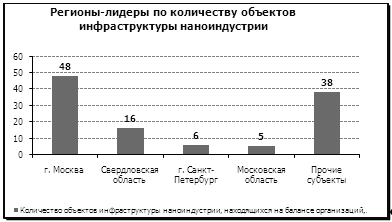 Регионы-лидеры по количеству объектов
инфраструктуры наноиндустрии
60
50
40
30
20
10
0
48
16
6
5
38
г. Москва
Свердловская
область
г. Санкт-
Петербург
Московская
область
Прочие
субъекты
Количество объектов инфраструктуры наноиндустрии, находящихся на балансе организаций,